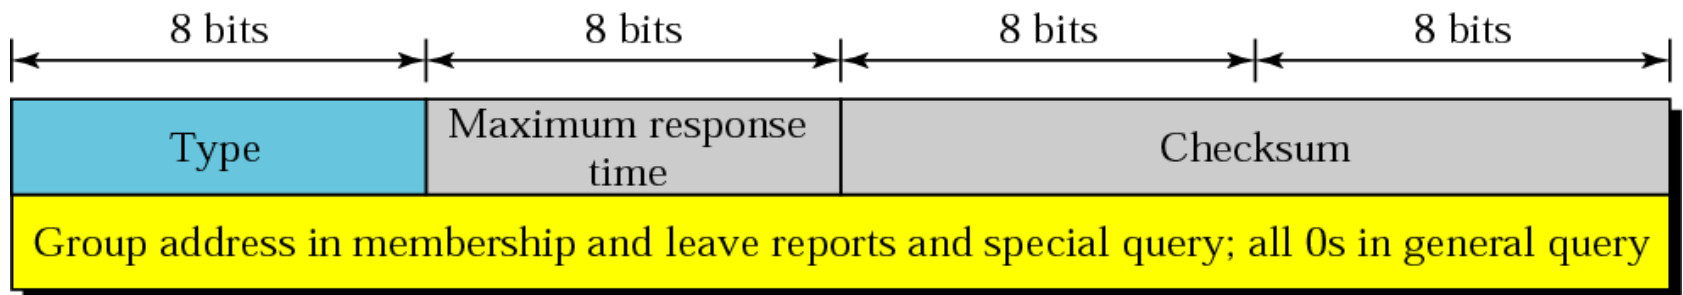 8 bits 8 bits 8 bits 8 bits
Type
Maximum response
time
Checksum
Group address in membership and leave reports and special query; all 0s in general query